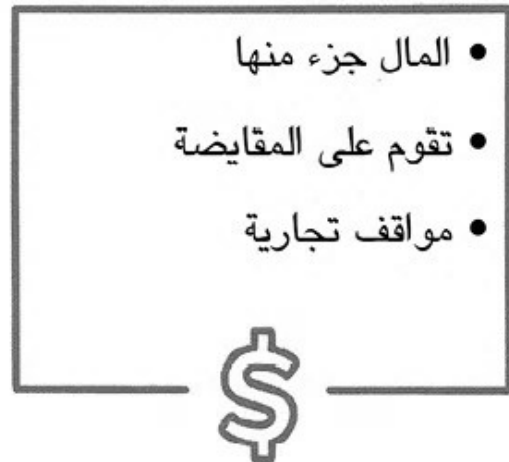 • المال جزء منها
• تقوم على المقايضة
• مواقف تجارية
$